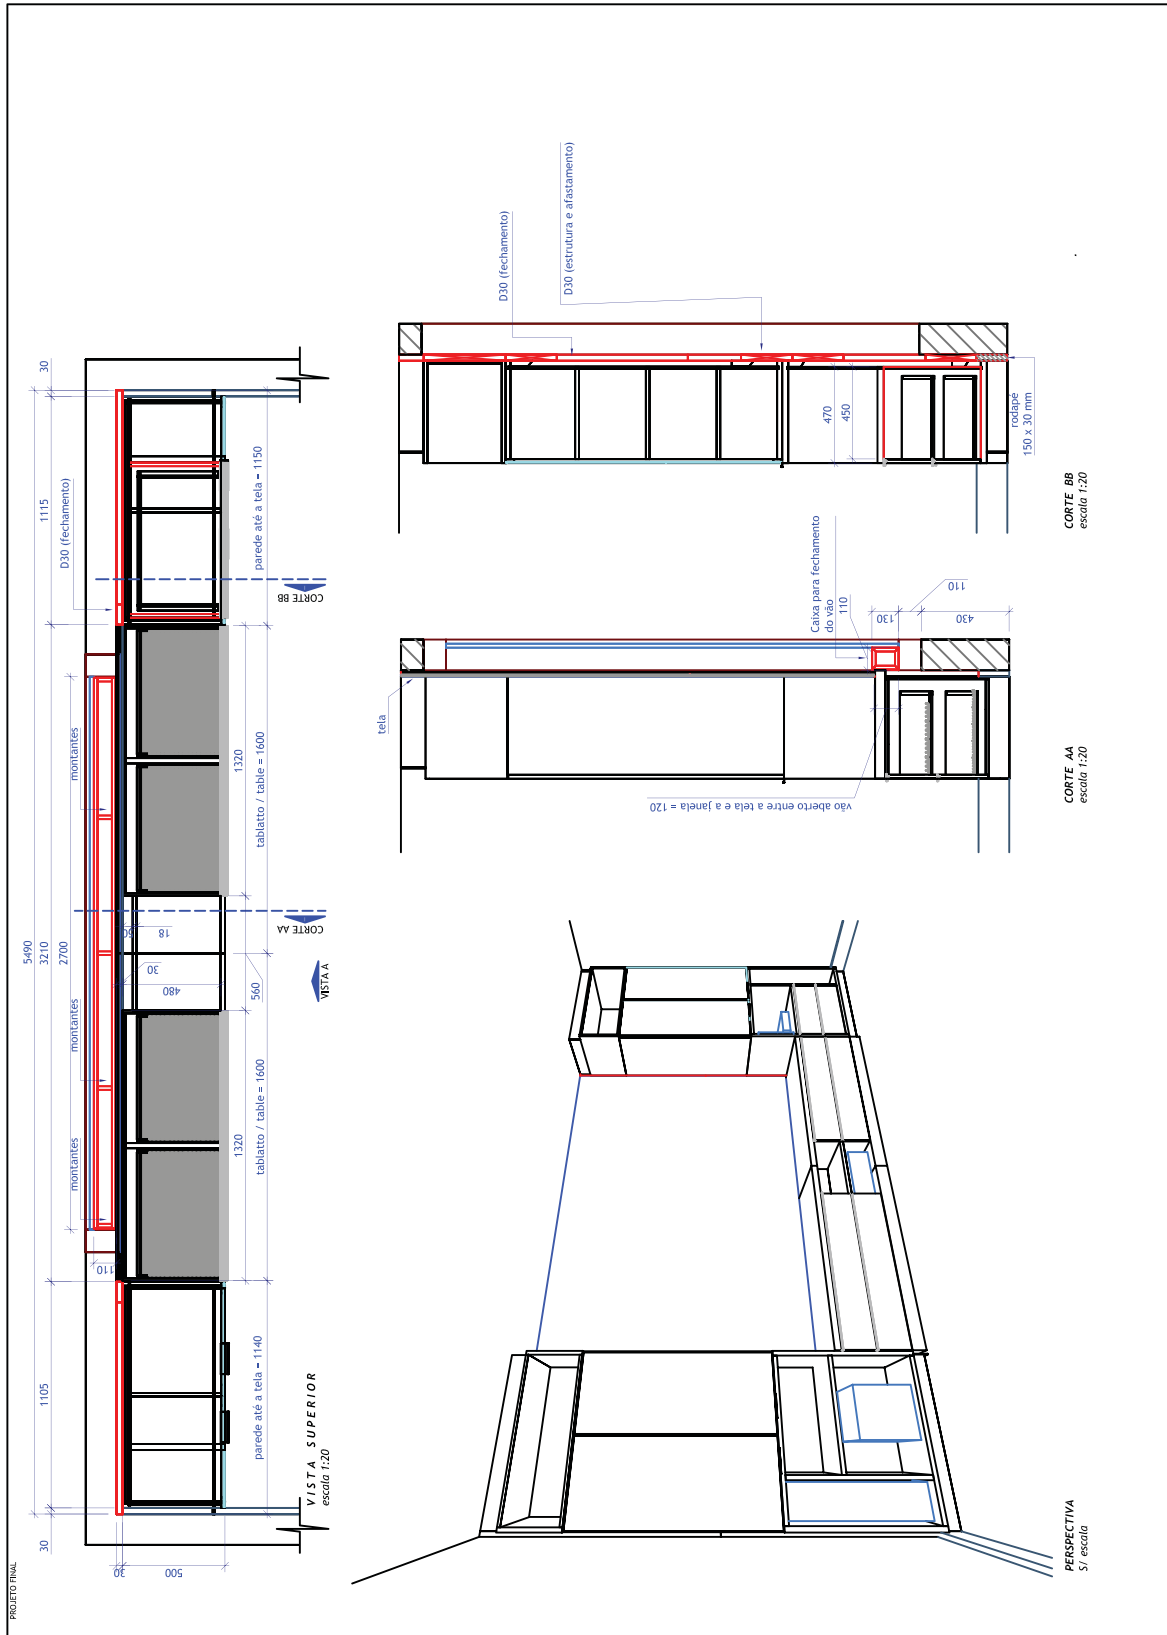 PROJETO FINAL
30
1105
5490
3210
2700
1115
30
D30 (fechamento)
montantes
montantes
montantes
110
30
500
480
30
18
560
1320
1320
tablatto / table = 1600
tablatto / table = 1600
parede até a tela = 1140
parede até a tela = 1150
CORTE AA
CORTE BB
VISTA A
VISTA SUPERIOR
escala 1:20
D30 (fechamento)
D30 (estrutura e afastamento)
470
450
rodapé
150 x 30 mm
CORTE BB
escala 1:20
tela
Caixa para fechamento
do vão
110
130
110
430
vão aberto entre a tela e a janela = 120
CORTE AA
escala 1:20
PERSPECTIVA
S/ escala